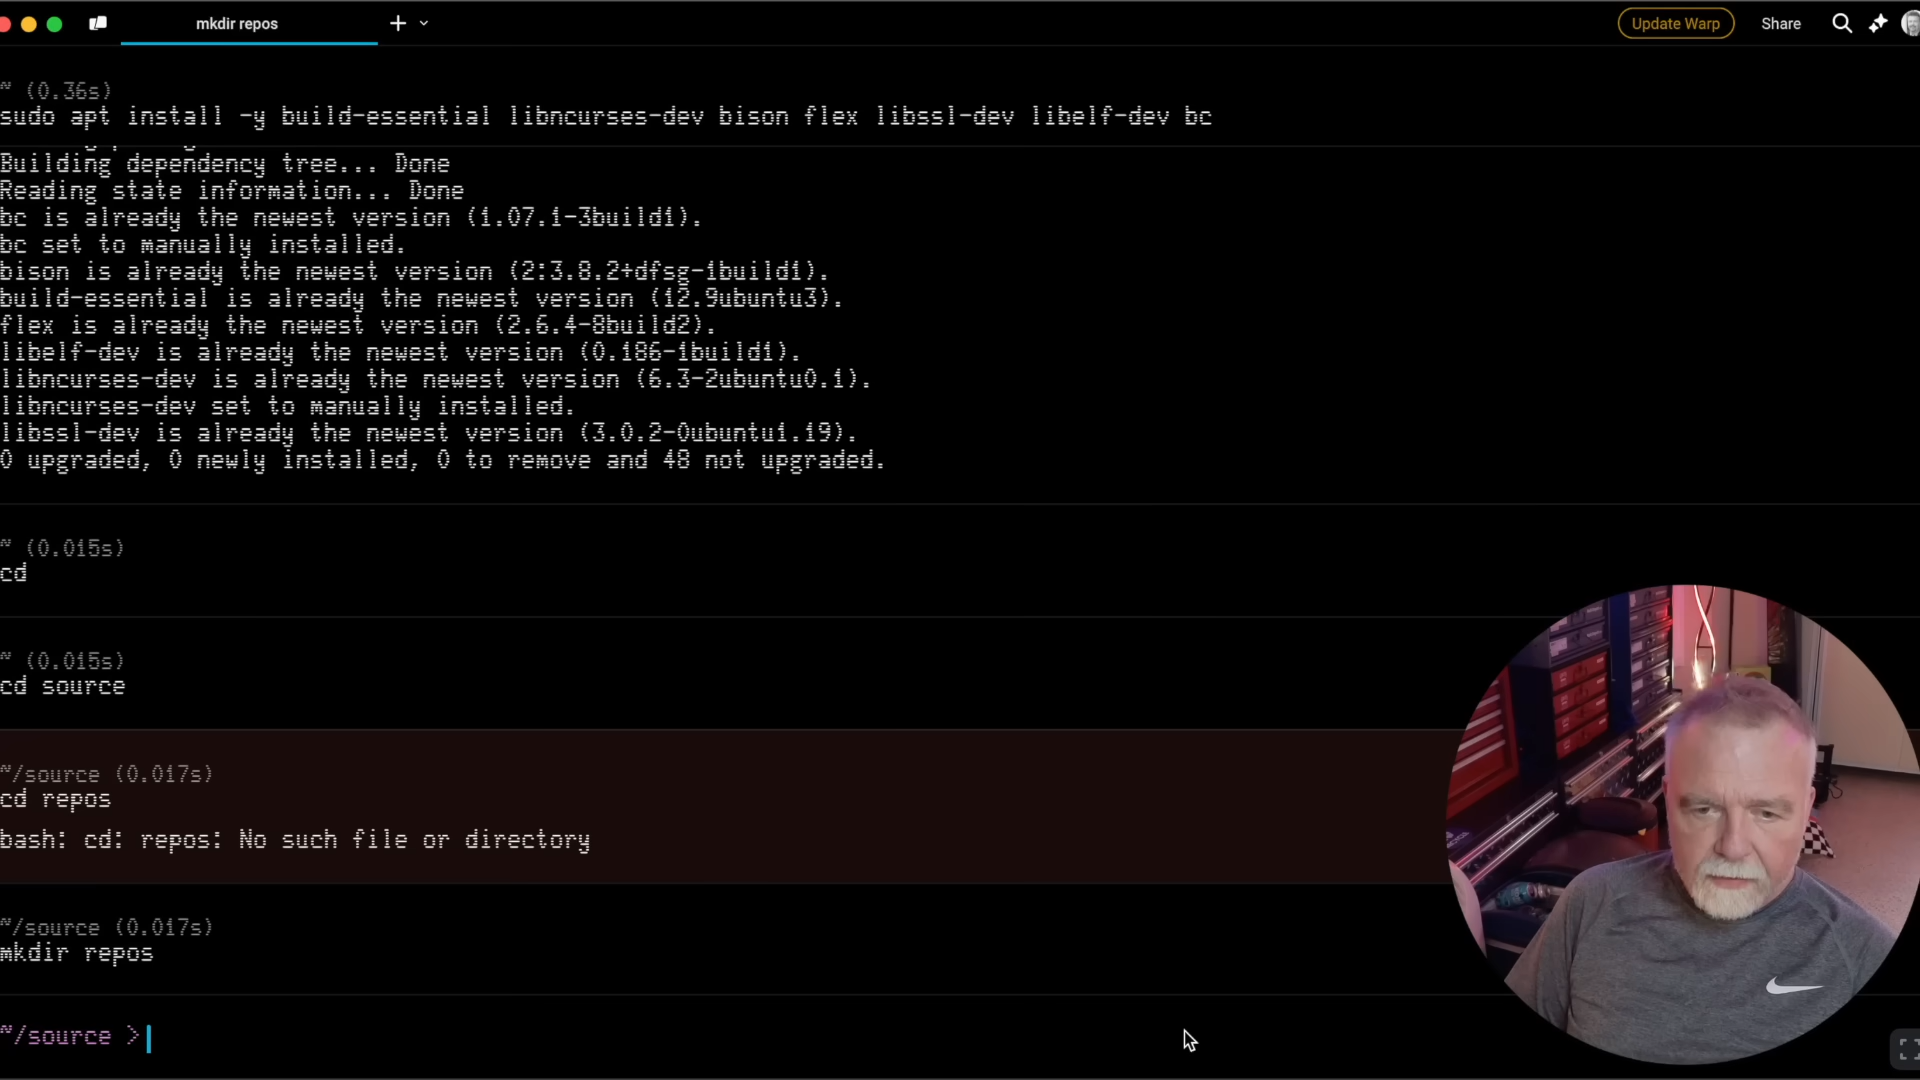 mkdir repos
Update Warp
Share
~ (0.36s)
sudo apt install -y build-essential libncurses-dev bison flex libssl-dev libelf-dev bc
Building dependency tree... Done
Reading state information... Done
bc is already the newest version (1.07.1-3build1).
bc set to manually installed.
bison is already the newest version (2:3.8.2+dfsg-1build1).
build-essential is already the newest version (12.9ubuntu3).
flex is already the newest version (2.6.4-8build2).
libelf-dev is already the newest version (0.186-1build1).
libncurses-dev is already the newest version (6.3-2ubuntu0.1).
libncurses-dev set to manually installed.
libssl-dev is already the newest version (3.0.2-0ubuntu1.19).
0 upgraded, 0 newly installed, 0 to remove and 48 not upgraded.
~ (0.015s)
cd
~ (0.015s)
cd source
~/source (0.017s)
cd repos
bash: cd: repos: No such file or directory
~/source (0.017s)
mkdir repos
~/source >